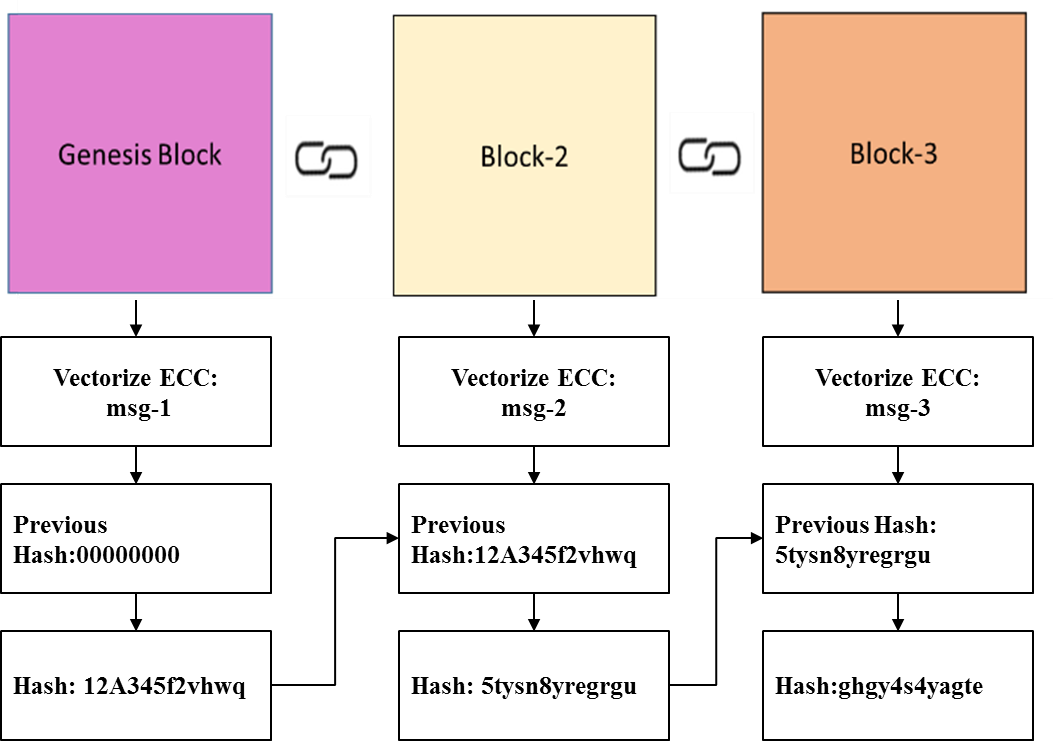 Genesis Block
Block-2
Block-3
Vectorize ECC:
msg-1
Vectorize ECC:
msg-2
Vectorize ECC:
msg-3
Previous
Hash:00000000
Previous
Hash:12A345f2vhwq
Previous Hash:
5tysn8yregrgu
Hash: 12A345f2vhwq
Hash: 5tysn8yregrgu
Hash:ghgy4s4yagte